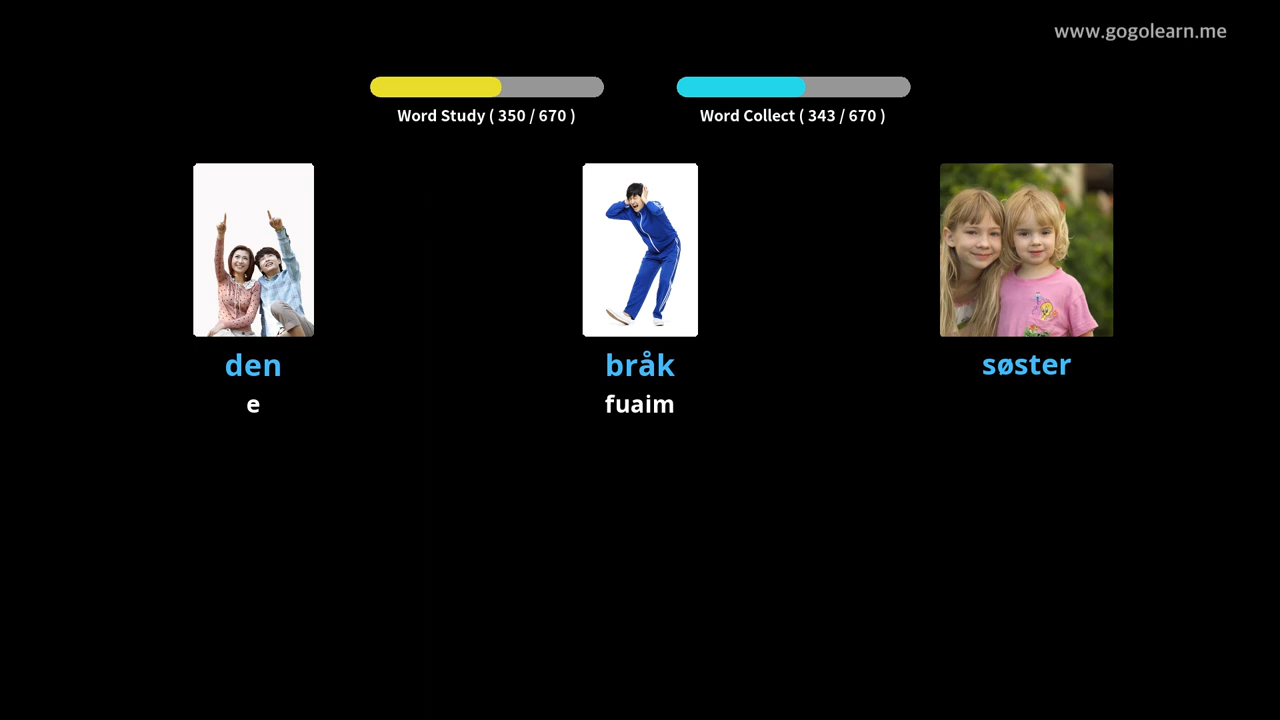 www.gogolearn.me
Word Study ( 350 / 670 )
Word Collect ( 343 / 670 )
den
bråk
søster
e
fuaim